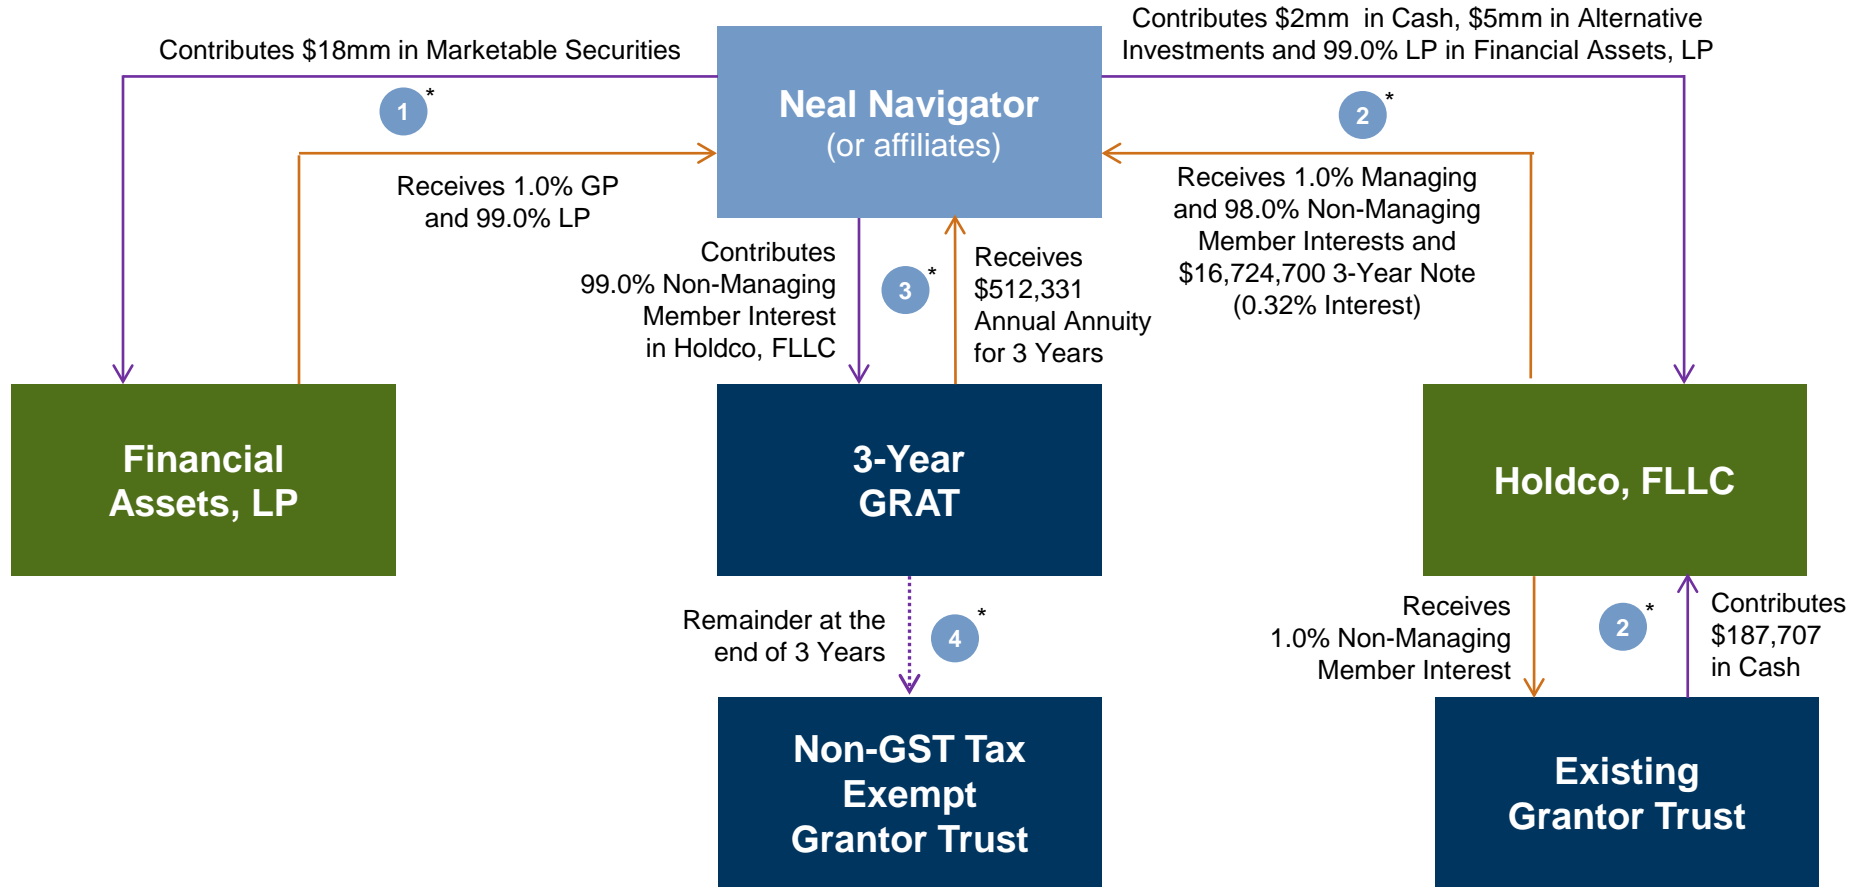 Contributes $18mm in Marketable Securities
1*
Receives 1.0% GP
and 99.0% LP
Neal Navigator
(or affiliates)
Contributes $2mm in Cash, $5mm in Alternative
Investments and 99.0% LP in Financial Assets, LP
2*
Receives 1.0% Managing
and 98.0% Non-Managing
Member Interests and
$16,724,700 3-Year Note
(0.32% Interest)
Contributes
99.0% Non-Managing
Member Interest
in Holdco, FLLC
3*
Receives
$512,331
Annual Annuity
for 3 Years
Financial
Assets, LP
3-Year
GRAT
Holdco, FLLC
Remainder at the
end of 3 Years
4*
Receives
1.0% Non-Managing
Member Interest
2*
Contributes
$187,707
in Cash
Non-GST Tax
Exempt
Grantor Trust
Existing
Grantor Trust